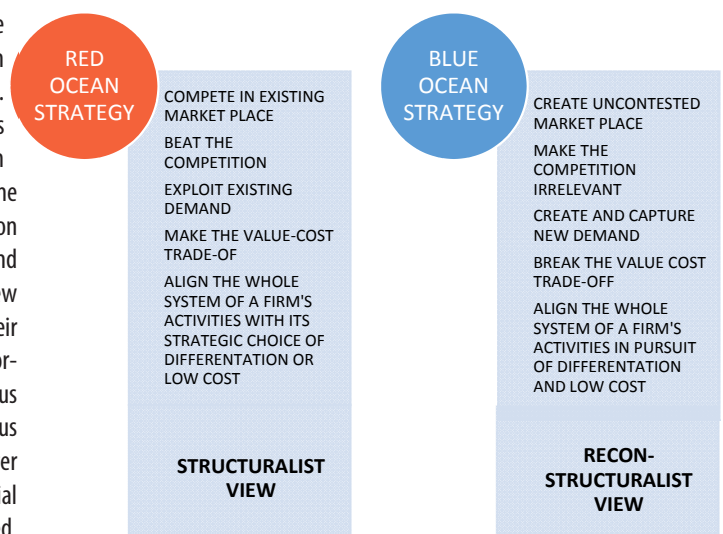 RED
OCEAN
STRATEGY
COMPETE IN EXISTING
MARKET PLACE
BEAT THE
COMPETITION
EXPLOIT EXISTING
DEMAND
MAKE THE VALUE-COST
TRADE-OF
ALIGN THE WHOLE
SYSTEM OF A FIRM'S
ACTIVITIES WITH ITS
STRATEGIC CHOICE OF
DIFFERENTATION OR
LOW COST
STRUCTURALIST
VIEW
BLUE
OCEAN
STRATEGY
CREATE UNCONTESTED
MARKET PLACE
MAKE THE
COMPETITION
IRRELEVANT
CREATE AND CAPTURE
NEW DEMAND
BREAK THE VALUE COST
TRADE-OFF
ALIGN THE WHOLE
SYSTEM OF A FIRM'S
ACTIVITIES IN PURSUIT
OF DIFFERENTATION
AND LOW COST
RECON-
STRUCTURALIST
VIEW